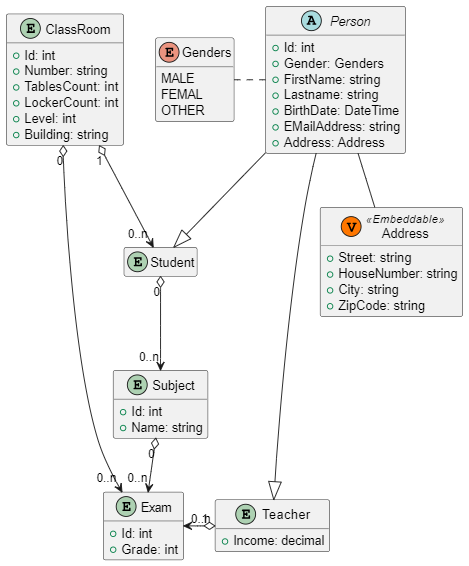 E ClassRoom
Id: int
Number: string
TablesCount: int
LockerCount: int
Level: int
Building: string
E Genders
MALE
FEMAL
OTHER
A Person
Id: int
Gender: Genders
FirstName: string
Lastname: string
BirthDate: DateTime
EMailAddress: string
Address: Address
0
1
V «Embeddable»
Address
Street: string
HouseNumber: string
City: string
ZipCode: string
0..n
E Student
0
0..n
E Subject
Id: int
Name: string
0
0..n
0..n
E Exam
Id: int
Grade: int
E Teacher
Income: decimal